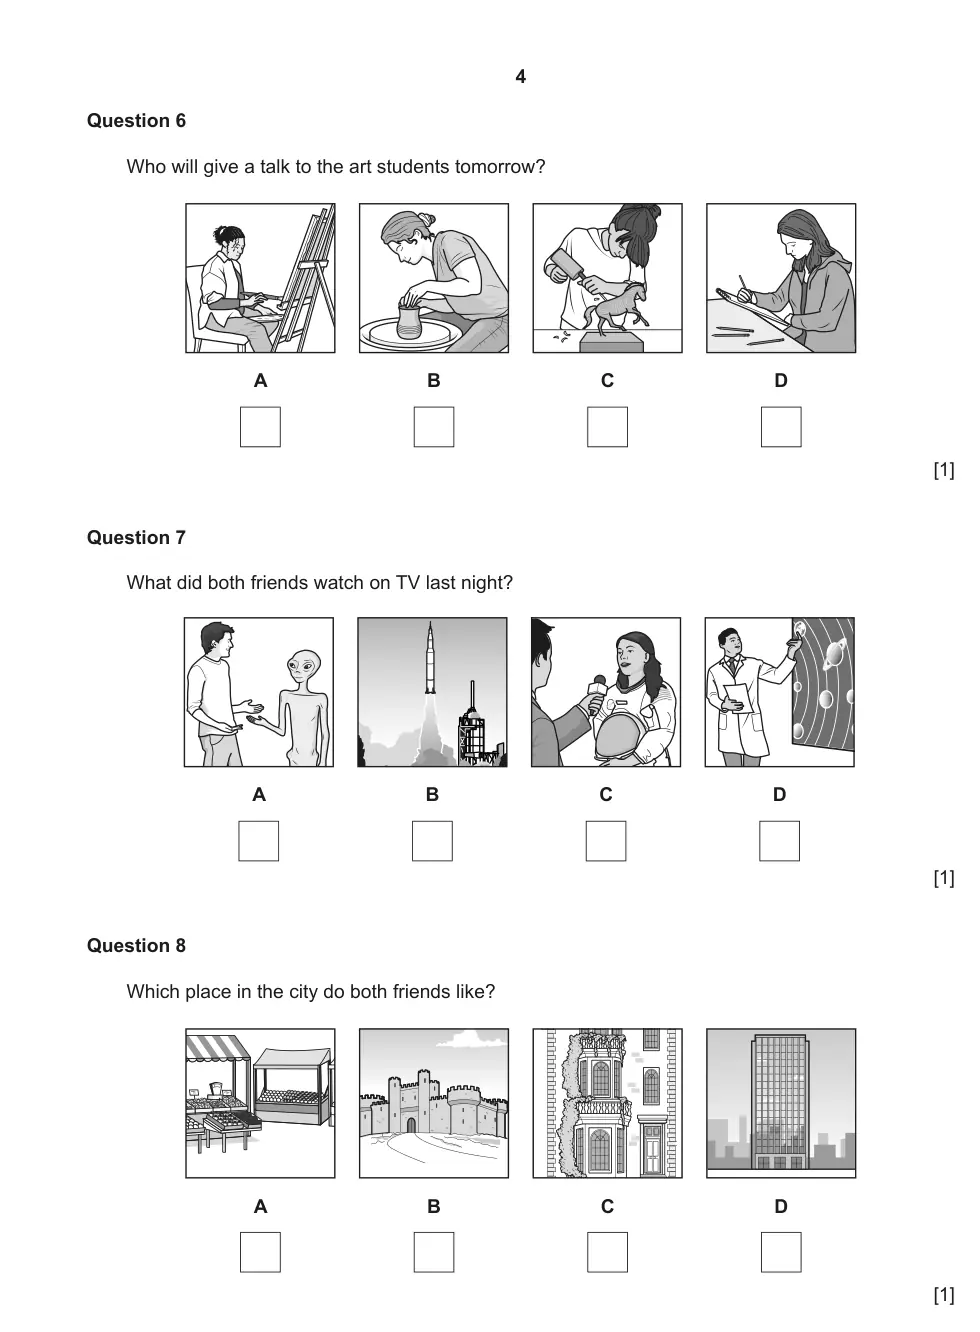 4
Question 6
Who will give a talk to the art students tomorrow?
A B C D
[1]
Question 7
What did both friends watch on TV last night?
A B C D
[1]
Question 8
Which place in the city do both friends like?
A B C D
[1]